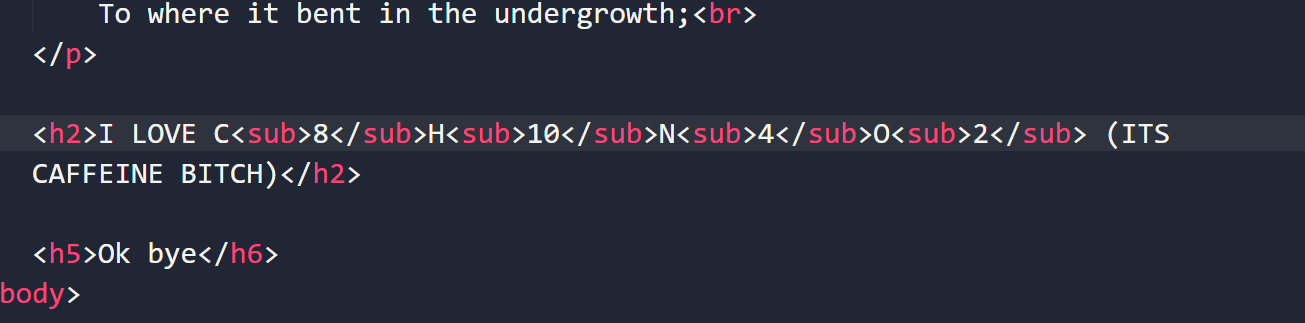 To where it bent in the undergrowth;<br>
</p>
<h2>I LOVE C<sub>8</sub>H<sub>10</sub>N<sub>4</sub>O<sub>2</sub> (ITS
CAFFEINE BITCH)</h2>
<h5>Ok bye</h6>
body>